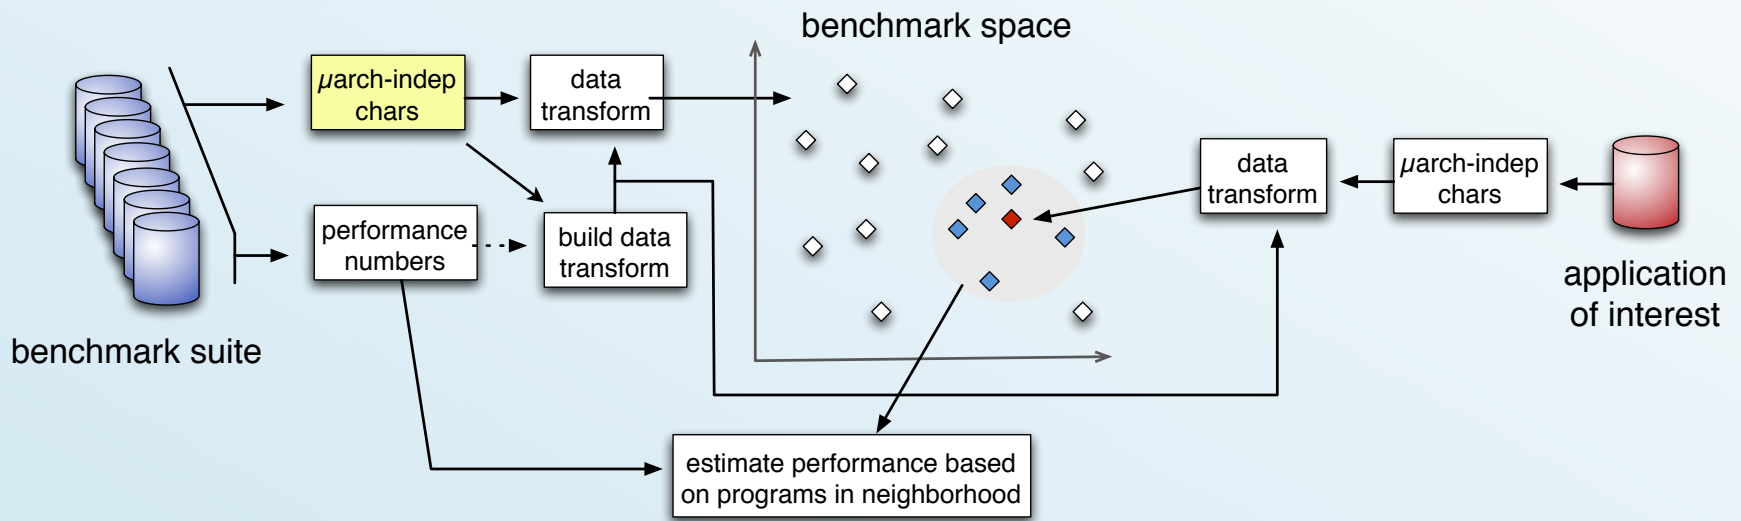 benchmark space
µarch-indep
chars
data
transform
performance
numbers
build data
transform
benchmark suite
data
transform
µarch-indep
chars
application
of interest
estimate performance based
on programs in neighborhood